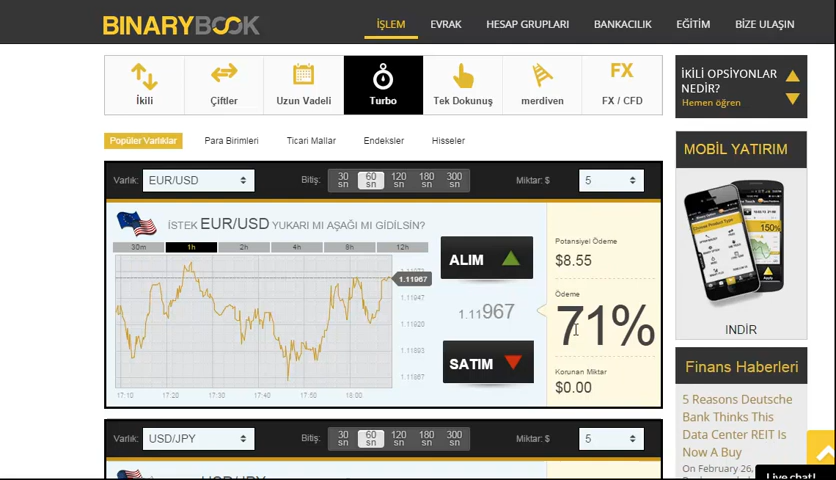 BINARYBOOK
İŞLEM EVRAK HESAP GRUPLARI BANKACILIK EĞİTİM BİZE ULAŞIN
İkili Çiftler Uzun Vadeli Turbo Tek Dokunuş merdiven FX FX / CFD
İKİLİ OPSİYONLAR
NEDİR?
Hemen öğren
Popüler Varlıklar Para Birimleri Ticari Mallar Endeksler Hisseler
MOBİL YATIRIM
Varlık: EUR/USD Bitiş: 30 sn 60 sn 120 sn 180 sn 300 sn Miktar: $ 5
İSTEK EUR/USD YUKARI MI AŞAĞI MI GİDİLSİN?
30m 1h 2h 4h 8h 12h
ALIM
1.11967
1.11947
1.11920
1.11893
1.11867
17:10 17:20 17:30 17:40 17:50 18:00
1.11967
SATIM
Potansiyel Ödeme
$8.55
Ödeme
71%
Korunan Miktar
$0.00
150%
İNDİR
Finans Haberleri
5 Reasons Deutsche
Bank Thinks This
Data Center REIT Is
Now A Buy
On February 26,
Varlık: USD/JPY Bitiş: 30 sn 60 sn 120 sn 180 sn 300 sn Miktar: $ 5
Live chat!